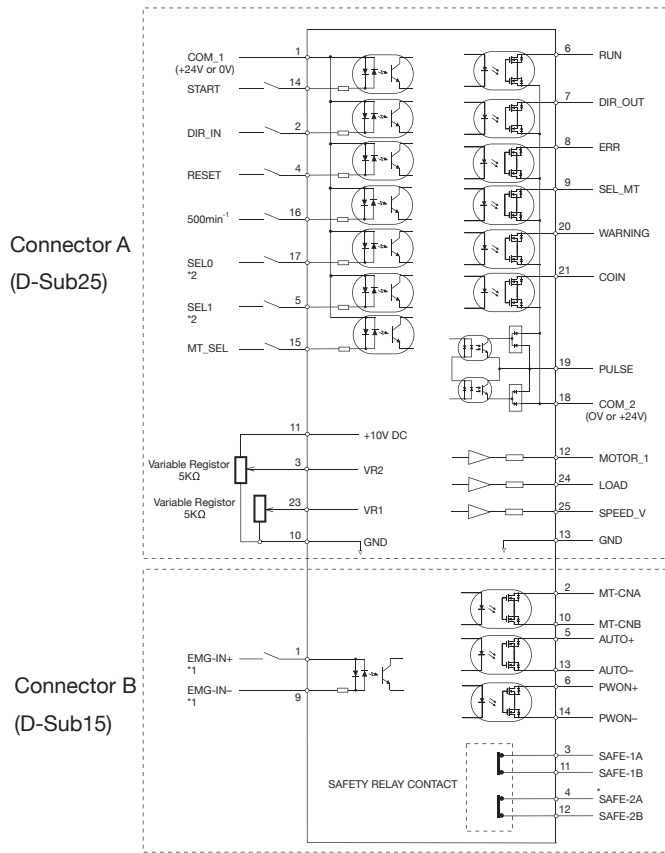 Connector A
(D-Sub25)
COM_1 1
(+24V or 0V)
START 14
DIR_IN 2
RESET 4
500min-1 16
SEL0 17
*2
SEL1 5
*2
MT_SEL 15
11 +10V DC
Variable Registor
5KΩ
3 VR2
Variable Registor
5KΩ
23 VR1
10 GND
6 RUN
7 DIR_OUT
8 ERR
9 SEL_MT
20 WARNING
21 COIN
19 PULSE
18 COM_2
(OV or +24V)
12 MOTOR_1
24 LOAD
25 SPEED_V
13 GND
Connector B
(D-Sub15)
EMG-IN+ 1
*1
EMG-IN– 9
*1
2 MT-CNA
10 MT-CNB
5 AUTO+
13 AUTO–
6 PWON+
14 PWON–
SAFETY RELAY CONTACT
3 SAFE-1A
11 SAFE-1B
*
4 SAFE-2A
12 SAFE-2B